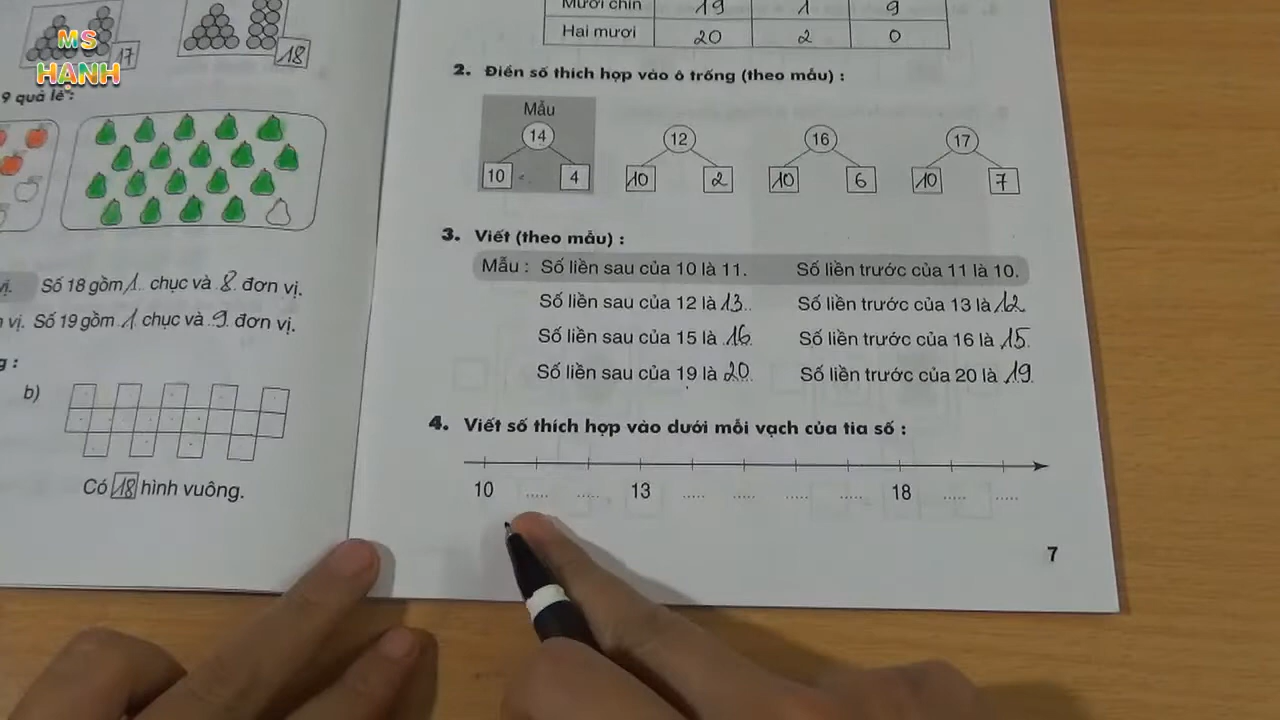 MS
HẠNH
17
18
9 quả lê :
Số 18 gồm 1 chục và 8 đơn vị.
vị. Số 19 gồm 1 chục và 9 đơn vị.
b)
Có 18 hình vuông.
Mười chín 19 1 9
Hai mươi 20 2 0
2. Điền số thích hợp vào ô trống (theo mẫu) :
Mẫu
14 12 16 17
10 4 10 2 10 6 10 7
3. Viết (theo mẫu) :
Mẫu : Số liền sau của 10 là 11. Số liền trước của 11 là 10.
Số liền sau của 12 là 13.. Số liền trước của 13 là 12
Số liền sau của 15 là .16. Số liền trước của 16 là 15.
Số liền sau của 19 là 20.. Số liền trước của 20 là .19.
4. Viết số thích hợp vào dưới mỗi vạch của tia số :
10 ..... ..... 13 ..... ..... ..... ..... 18 ..... .....
7